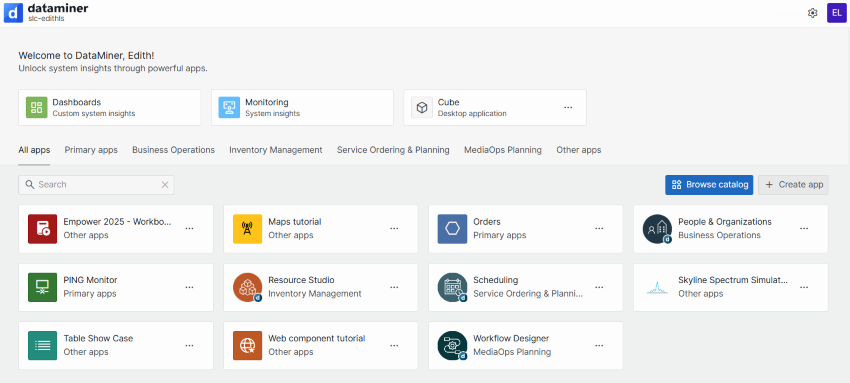 dataminer
slc-edithls
EL
Welcome to DataMiner, Edith!
Unlock system insights through powerful apps.
Dashboards
Custom system insights
Monitoring
System insights
Cube
Desktop application
All apps
Primary apps
Business Operations
Inventory Management
Service Ordering & Planning
MediaOps Planning
Other apps
Search
Browse catalog
Create app
Empower 2025 - Workbo...
Other apps
Maps tutorial
Other apps
Orders
Primary apps
People & Organizations
Business Operations
PING Monitor
Primary apps
Resource Studio
Inventory Management
Scheduling
Service Ordering & Planni...
Skyline Spectrum Simulat...
Other apps
Table Show Case
Other apps
Web component tutorial
Other apps
Workflow Designer
MediaOps Planning